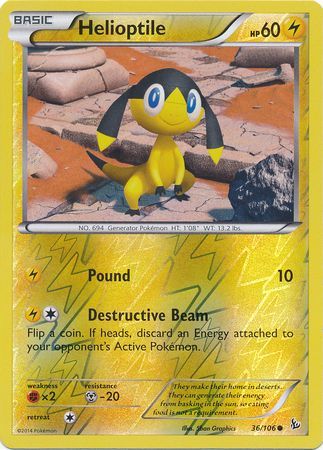 BASIC
Helioptile
HP60
NO. 694 Generator Pokémon HT: 1'08" WT: 13.2 lbs.
Pound 10
Destructive Beam
Flip a coin. If heads, discard an Energy attached to
your opponent's Active Pokémon.
weakness
×2
resistance
-20
retreat
They make their home in deserts.
They can generate their energy
from basking in the sun, so eating
food is not a requirement.
©2014 Pokémon
Illus. 5ban Graphics
36/106